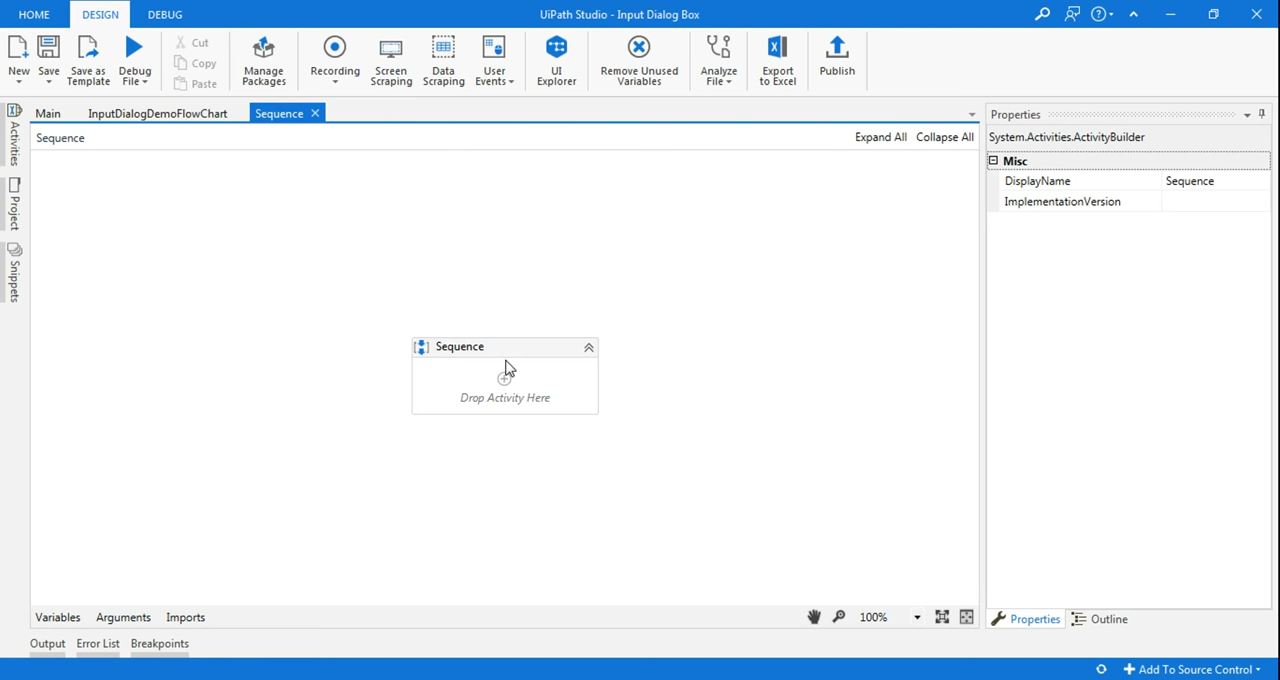 HOME DESIGN DEBUG UiPath Studio - Input Dialog Box
New Save Save as Template Debug File Cut Copy Paste Manage Packages Recording Screen Scraping Data Scraping User Events UI Explorer Remove Unused Variables Analyze File Export to Excel Publish
Main InputDialogDemoFlowChart Sequence
Properties
Sequence Expand All Collapse All
System.Activities.ActivityBuilder
Misc
DisplayName Sequence
ImplementationVersion
Activities
Project
Snippets
Sequence
Drop Activity Here
Variables Arguments Imports 100%
Properties Outline
Output Error List Breakpoints
Add To Source Control